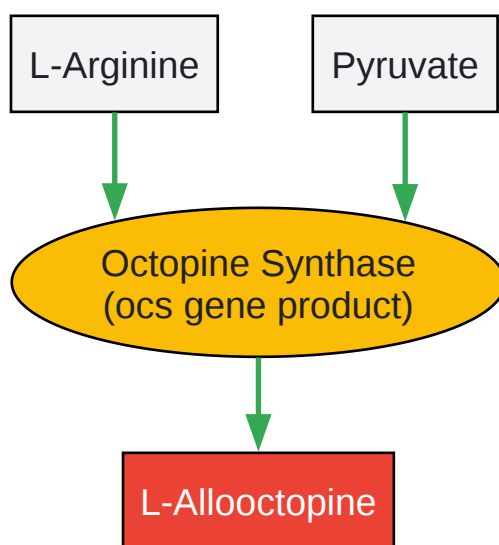 L-Arginine
Pyruvate
Octopine Synthase
(ocs gene product)
L-Allooctopine